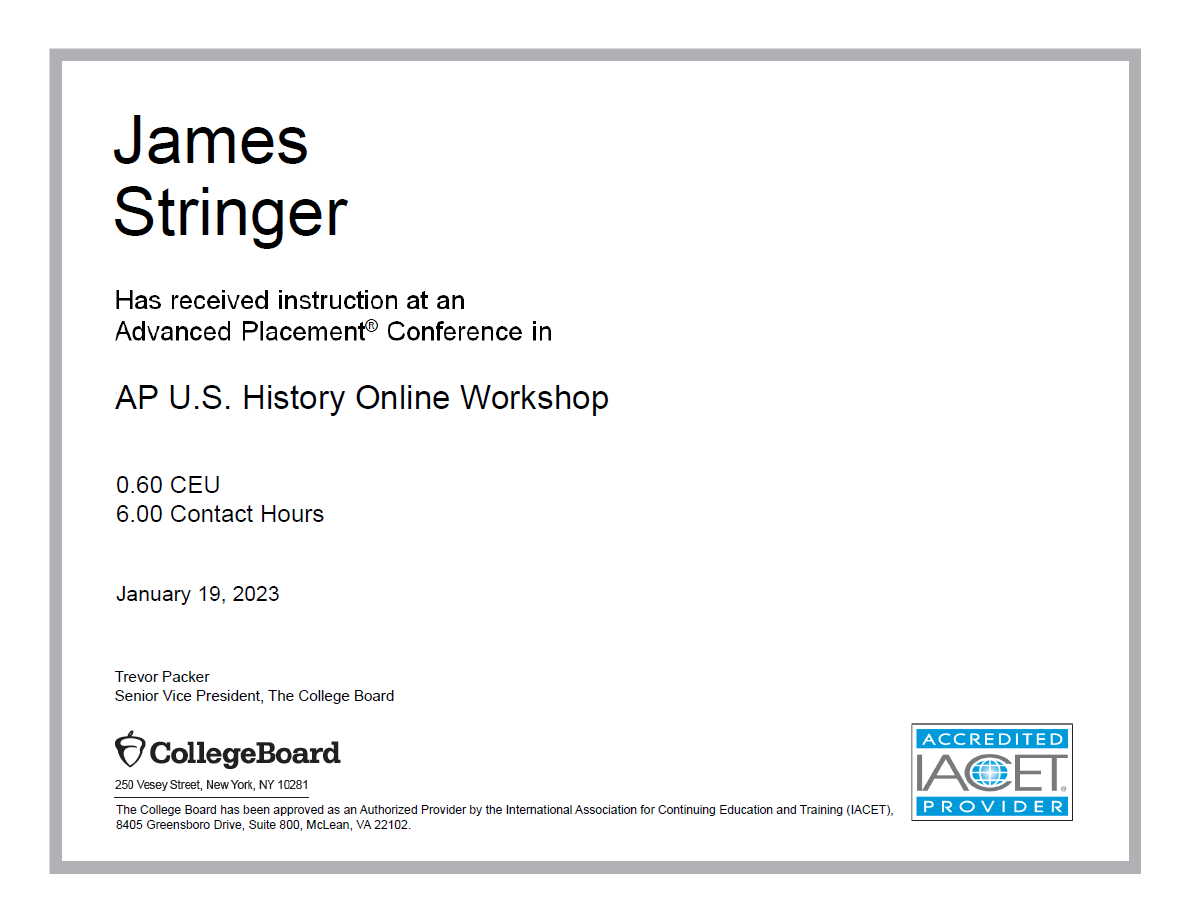 James
Stringer
Has received instruction at an
Advanced Placement® Conference in
AP U.S. History Online Workshop
0.60 CEU
6.00 Contact Hours
January 19, 2023
Trevor Packer
Senior Vice President, The College Board
CollegeBoard
250 Vesey Street, New York, NY 10281
The College Board has been approved as an Authorized Provider by the International Association for Continuing Education and Training (IACET),
8405 Greensboro Drive, Suite 800, McLean, VA 22102.
ACCREDITED
IACET®
PROVIDER